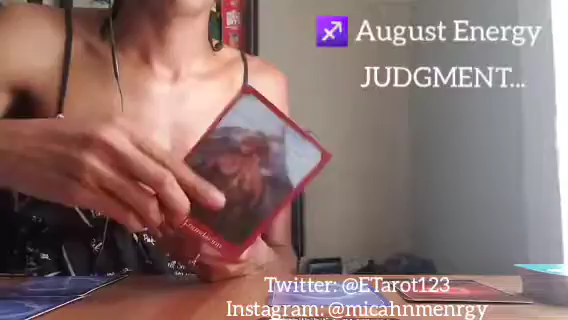 ♐ August Energy
JUDGMENT...
Twitter: @ETarot123
Instagram: @micahnmenrgy